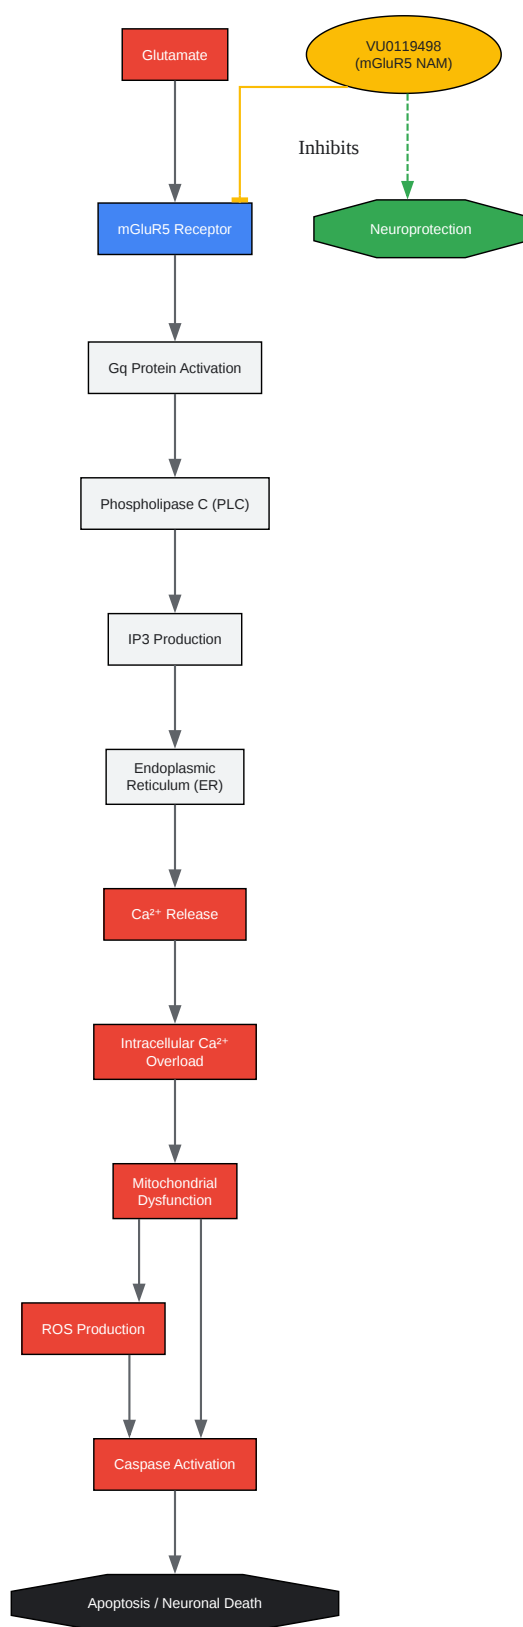 VU0119498
(mGluR5 NAM)
Glutamate
Inhibits
mGluR5 Receptor
Neuroprotection
Gq Protein Activation
Phospholipase C (PLC)
IP3 Production
Endoplasmic
Reticulum (ER)
Ca²⁺ Release
Intracellular Ca²⁺
Overload
Mitochondrial
Dysfunction
ROS Production
Caspase Activation
Apoptosis / Neuronal Death